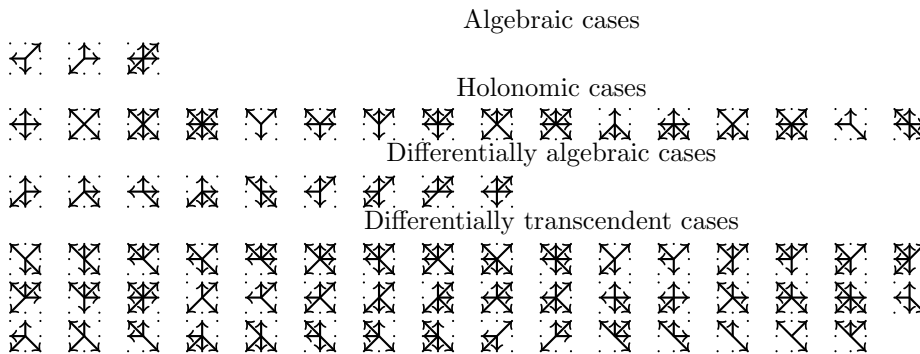 Algebraic cases
Holonomic cases
Differentially algebraic cases
Differentially transcendent cases